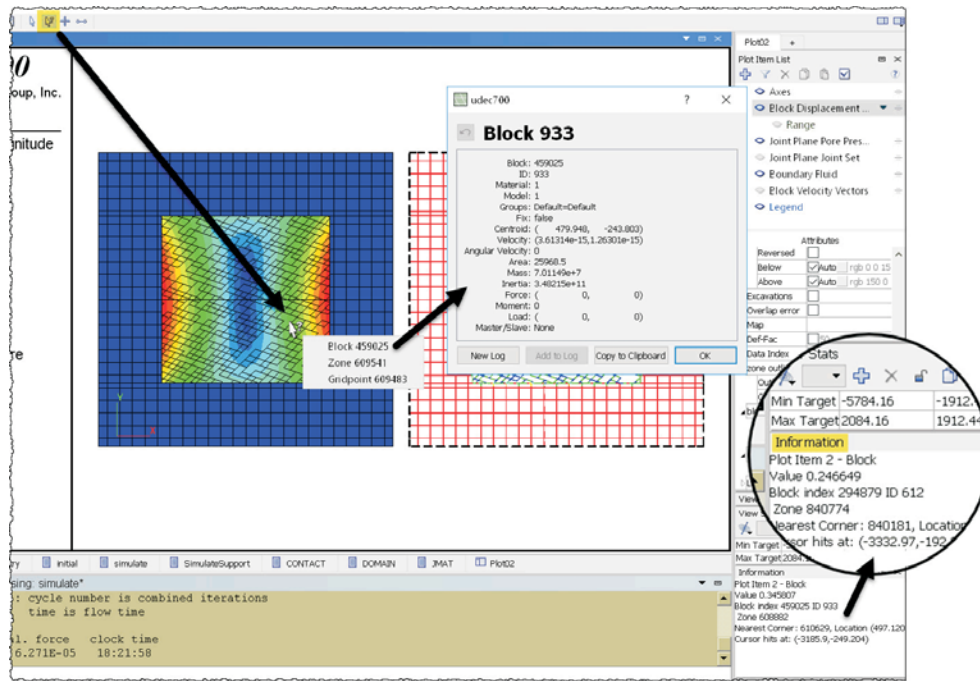 Plot02 +
Plot Item List
oup, Inc.
Axes
Block Displacement ...
Range
Joint Plane Pore Pres...
Joint Plane Joint Set
Boundary Fluid
Block Velocity Vectors
Legend
nitude
udec700 ? ×
Block 933
Block: 459025
ID: 933
Material: 1
Model: 1
Groups: Default=Default
Fix: false
Centroid: ( 479.948, -243.803)
Velocity: (3.61314e-15,1.26301e-15)
Angular Velocity: 0
Area: 25968.5
Mass: 7.01149e+7
Inertia: 3.48215e+11
Force: ( 0, 0)
Moment: 0
Load: ( 0, 0)
Master/Slave: None
New Log Add to Log Copy to Clipboard OK
Attributes
Reversed
Below Auto rgb 0 0 15
Above Auto rgb 150 0
Excavations
Overlap error
Map
Def-Fac
Data Index
zone outli
Block 459025
Zone 609541
Gridpoint 609483
Y
X
Stats
Min Target -5784.16 -1912.
Max Target 2084.16 1912.44
Information
Plot Item 2 - Block
Value 0.246649
Block index 294879 ID 612
Zone 840774
Nearest Corner: 840181, Locatio
Cursor hits at: (-3332.97,-192.
initial simulate SimulateSupport CONTACT DOMAIN JMAT Plot02
sing: simulate*
: cycle number is combined iterations
time is flow time
al. force clock time
6.271E-05 18:21:58
Min Target
Max Target 2084.16
Information
Plot Item 2 - Block
Value 0.345807
Block index 459025 ID 933
Zone 608882
Nearest Corner: 610629, Location (497.120
Cursor hits at: (-3185.9,-249.204)